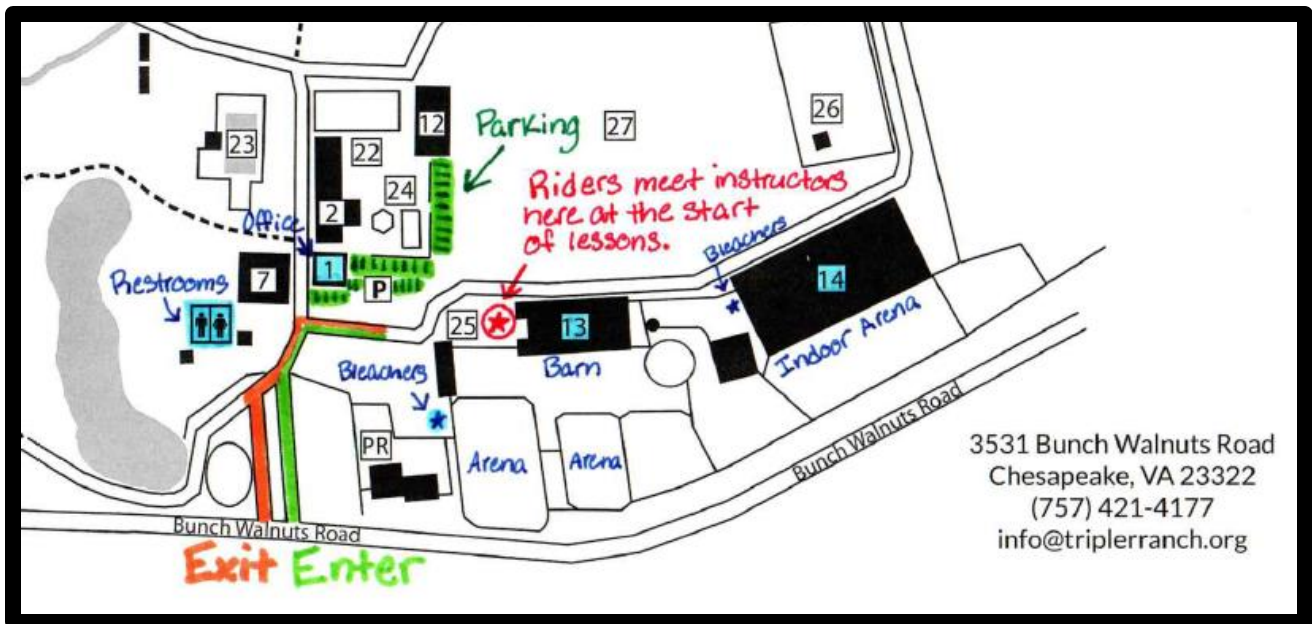 12
Parking
27
26
23
22
Riders meet instructors
here at the start
of lessons.
24
2
Office
Bleachers
7
1
P
14
Restrooms
25
13
Indoor Arena
Barn
Bleachers
PR
Arena
Arena
Bunch Walnuts Road
Bunch Walnuts Road
Exit Enter
3531 Bunch Walnuts Road
Chesapeake, VA 23322
(757) 421-4177
info@triplerranch.org